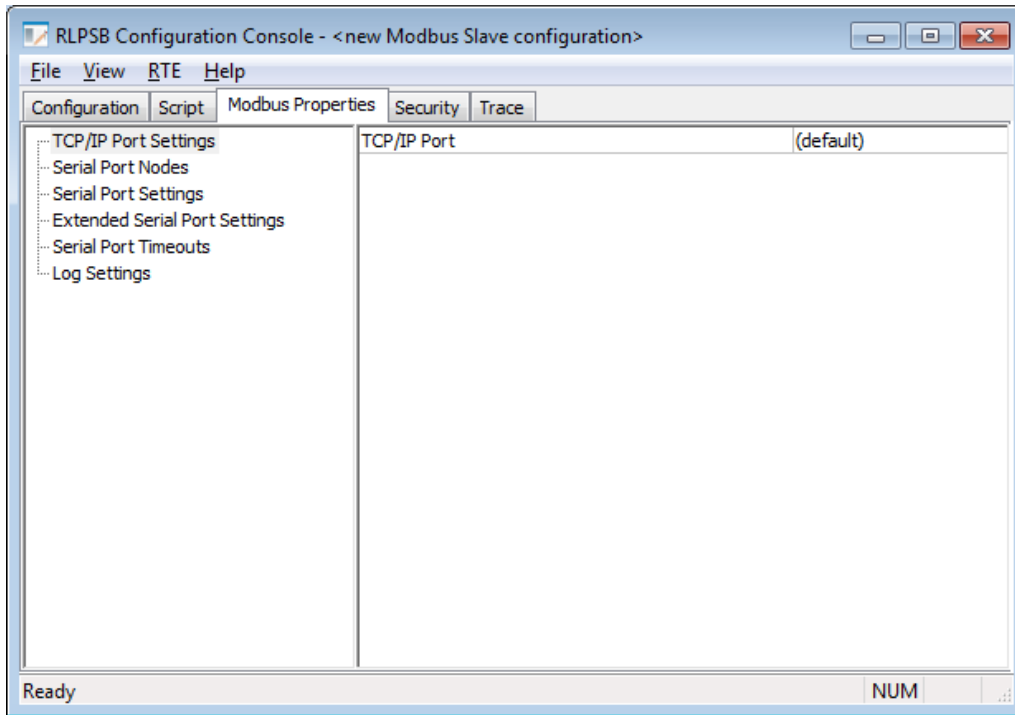 RLPSB Configuration Console - <new Modbus Slave configuration>
File View RTE Help
Configuration Script Modbus Properties Security Trace
TCP/IP Port Settings TCP/IP Port (default)
Serial Port Nodes
Serial Port Settings
Extended Serial Port Settings
Serial Port Timeouts
Log Settings
Ready NUM